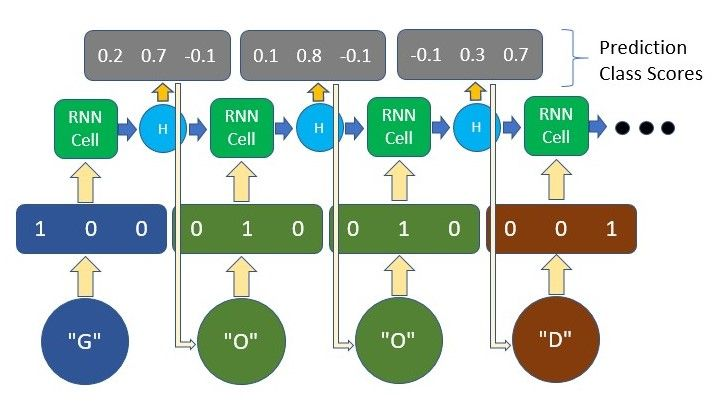 0.2 0.7 -0.1
0.1 0.8 -0.1
-0.1 0.3 0.7
Prediction
Class Scores
RNN
Cell
H
RNN
Cell
H
RNN
Cell
H
RNN
Cell
1 0 0
0 1 0
0 1 0
0 0 1
"G"
"O"
"O"
"D"